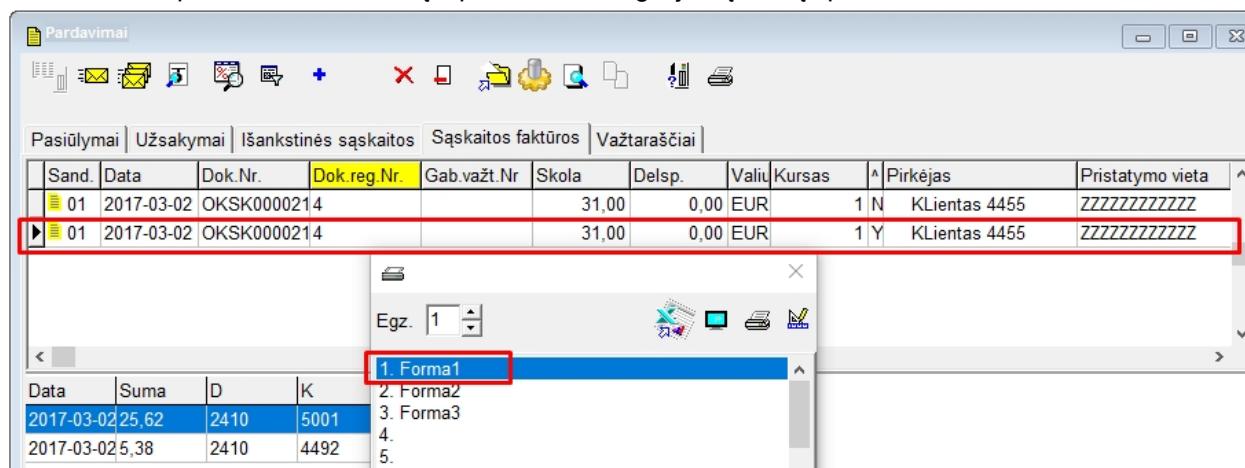 Pardavimai
Pasiūlymai Užsakymai Išankstinės sąskaitos Sąskaitos faktūros Važtaraščiai
Sand. Data Dok.Nr. Dok.reg.Nr. Gab.važt.Nr Skola Delsp. Valiu Kursas ^ Pirkėjas Pristatymo vieta
01 2017-03-02 OKSK0000214 31,00 0,00 EUR 1 N KLientas 4455 ZZZZZZZZZZZZ
01 2017-03-02 OKSK0000214 31,00 0,00 EUR 1 Y KLientas 4455 ZZZZZZZZZZZZ
Egz. 1
1. Forma1
2. Forma2
3. Forma3
4.
5.
Data Suma D K
2017-03-02 25,62 2410 5001
2017-03-02 5,38 2410 4492